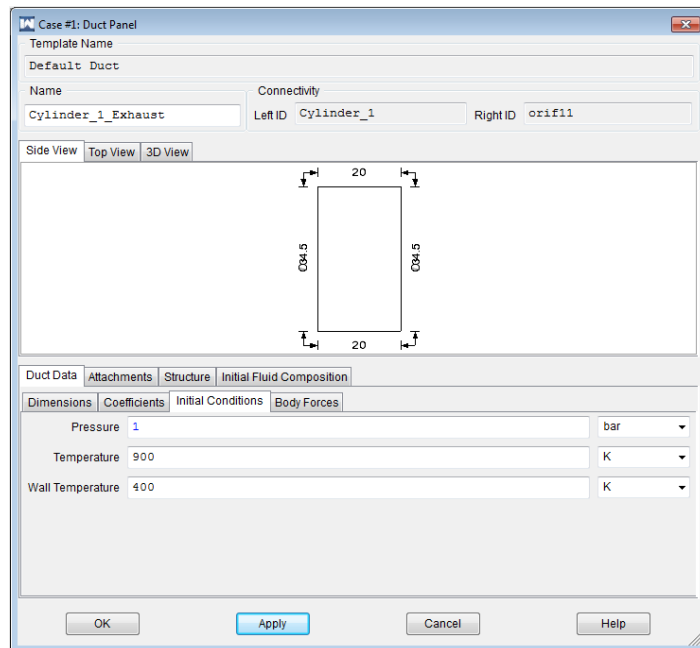 Case #1: Duct Panel
Template Name
Default Duct
Name
Connectivity
Cylinder_1_Exhaust
Left ID Cylinder_1 Right ID orif11
Side View Top View 3D View
20
Ø34.5 Ø34.5
20
Duct Data Attachments Structure Initial Fluid Composition
Dimensions Coefficients Initial Conditions Body Forces
Pressure 1 bar
Temperature 900 K
Wall Temperature 400 K
OK Apply Cancel Help